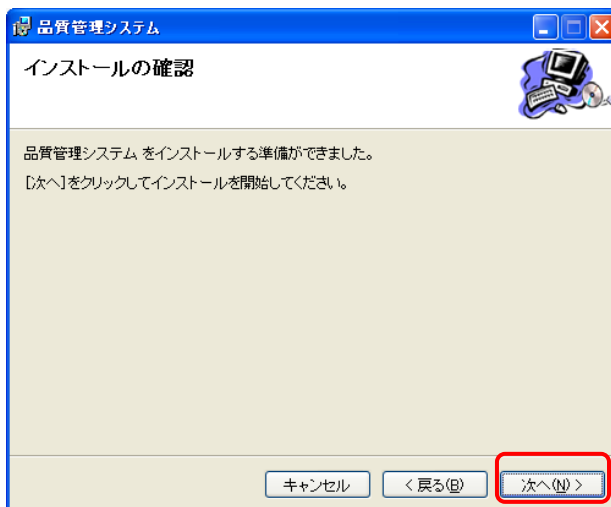 品質管理システム
インストールの確認
品質管理システム をインストールする準備ができました。
[次へ]をクリックしてインストールを開始してください。
キャンセル
< 戻る(B)
次へ(N) >